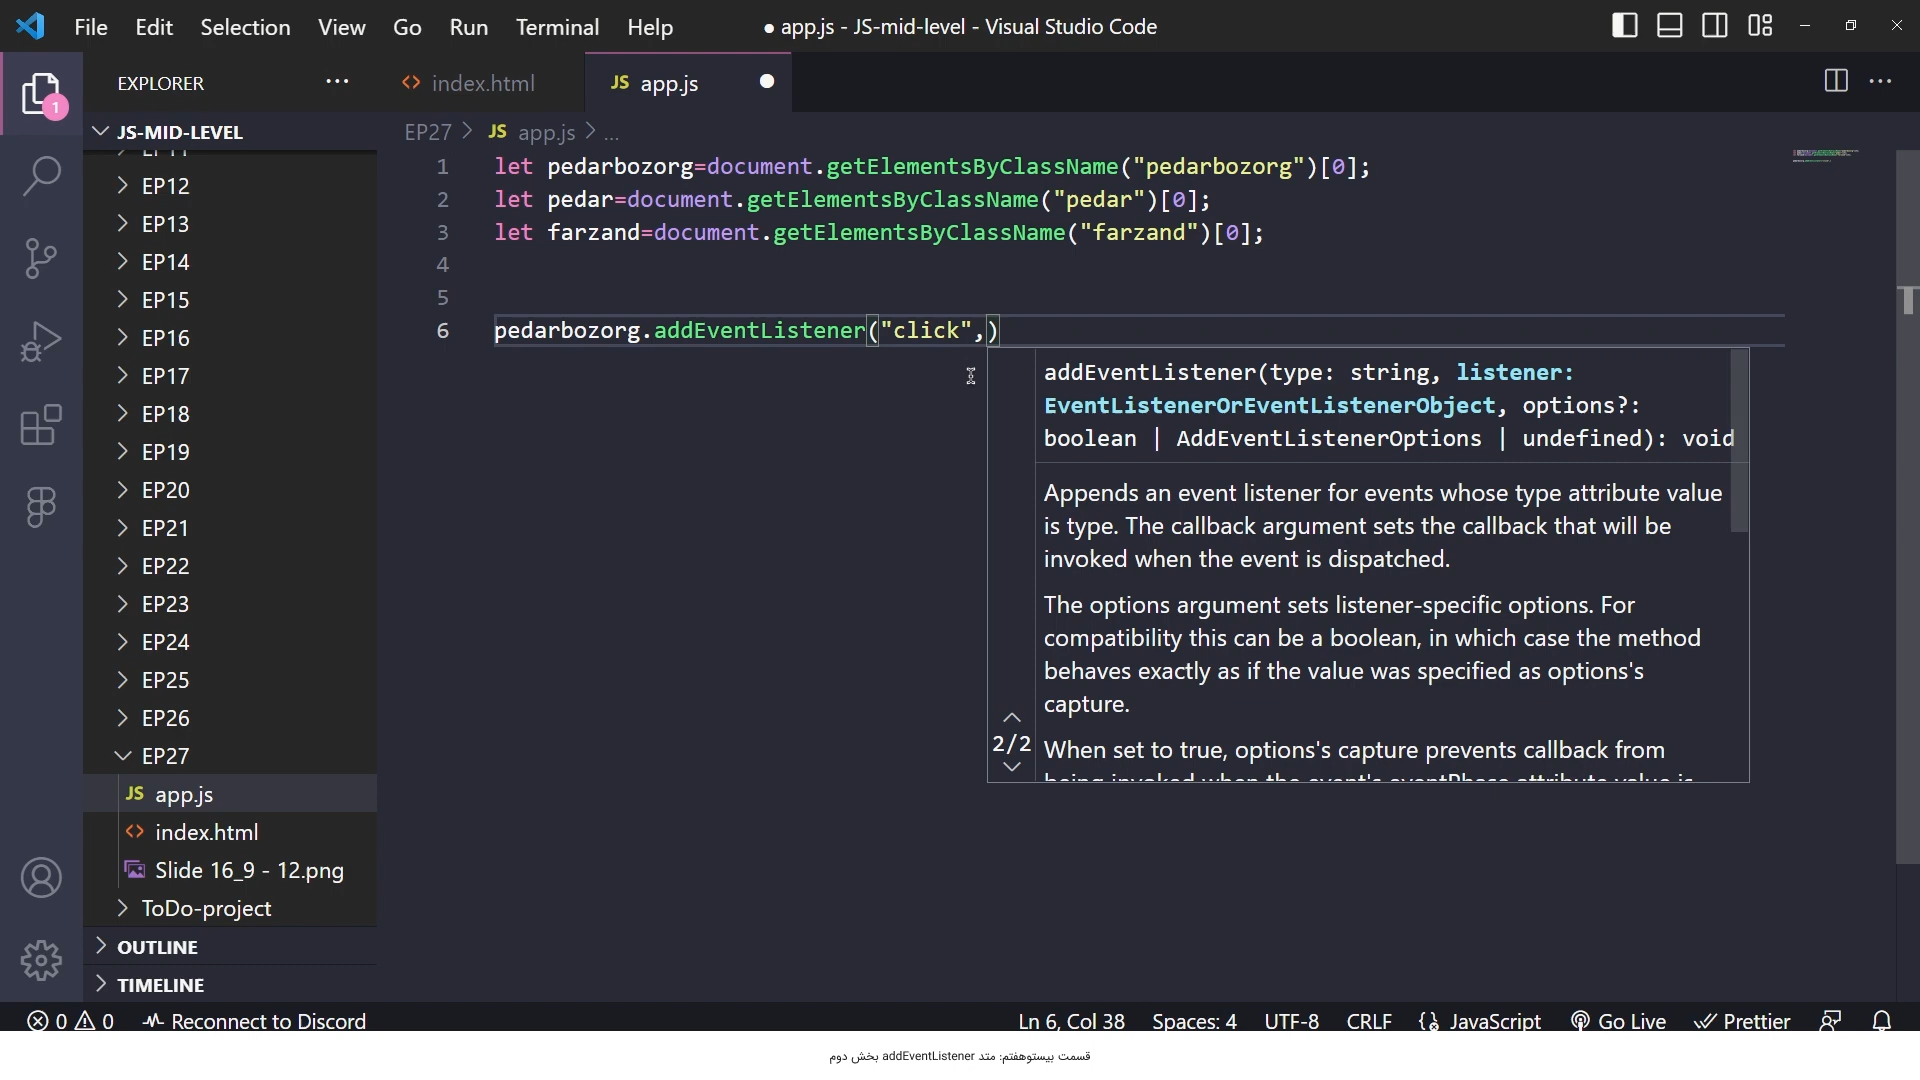 File Edit Selection View Go Run Terminal Help
● app.js - JS-mid-level - Visual Studio Code
EXPLORER
index.html
JS app.js
JS-MID-LEVEL
EP27 > JS app.js > ...
EP12
EP13
EP14
EP15
EP16
EP17
EP18
EP19
EP20
EP21
EP22
EP23
EP24
EP25
EP26
EP27
JS app.js
index.html
Slide 16_9 - 12.png
ToDo-project
OUTLINE
TIMELINE
1 let pedarbozorg=document.getElementsByClassName("pedarbozorg")[0];
2 let pedar=document.getElementsByClassName("pedar")[0];
3 let farzand=document.getElementsByClassName("farzand")[0];
4
5
6 pedarbozorg.addEventListener("click",)
addEventListener(type: string, listener:
EventListenerOrEventListenerObject, options?:
boolean | AddEventListenerOptions | undefined): void
Appends an event listener for events whose type attribute value
is type. The callback argument sets the callback that will be
invoked when the event is dispatched.
The options argument sets listener-specific options. For
compatibility this can be a boolean, in which case the method
behaves exactly as if the value was specified as options's
capture.
2/2
When set to true, options's capture prevents callback from
1
0 0 Reconnect to Discord
Ln 6, Col 38 Spaces: 4 UTF-8 CRLF JavaScript Go Live Prettier
قسمت بیستوهفتم: متد addEventListener بخش دوم